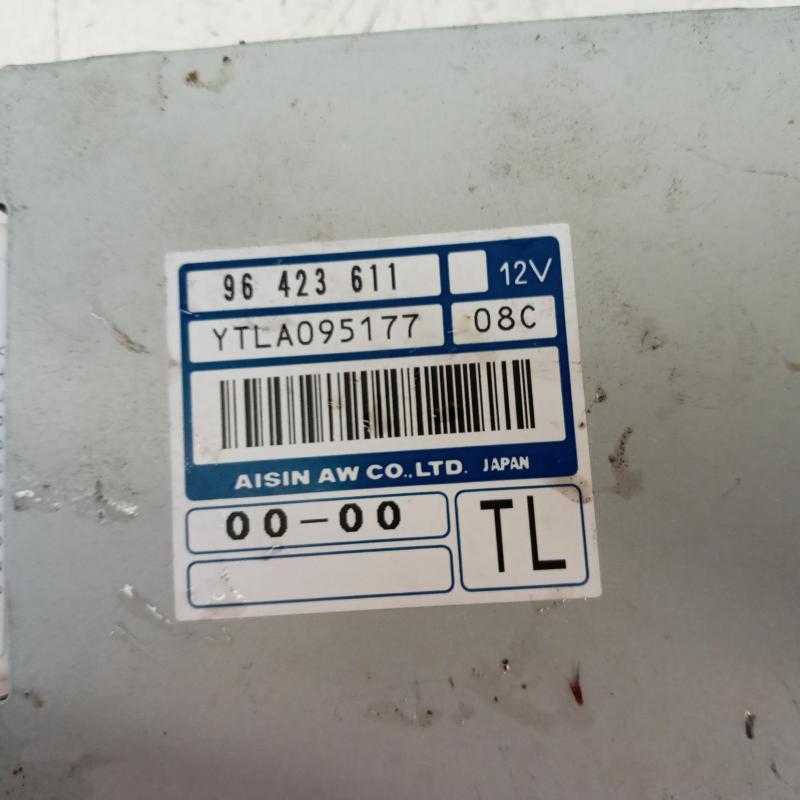 96 423 611
12V
YTLA095177
08C
AISIN AW CO.,LTD. JAPAN
00-00
TL